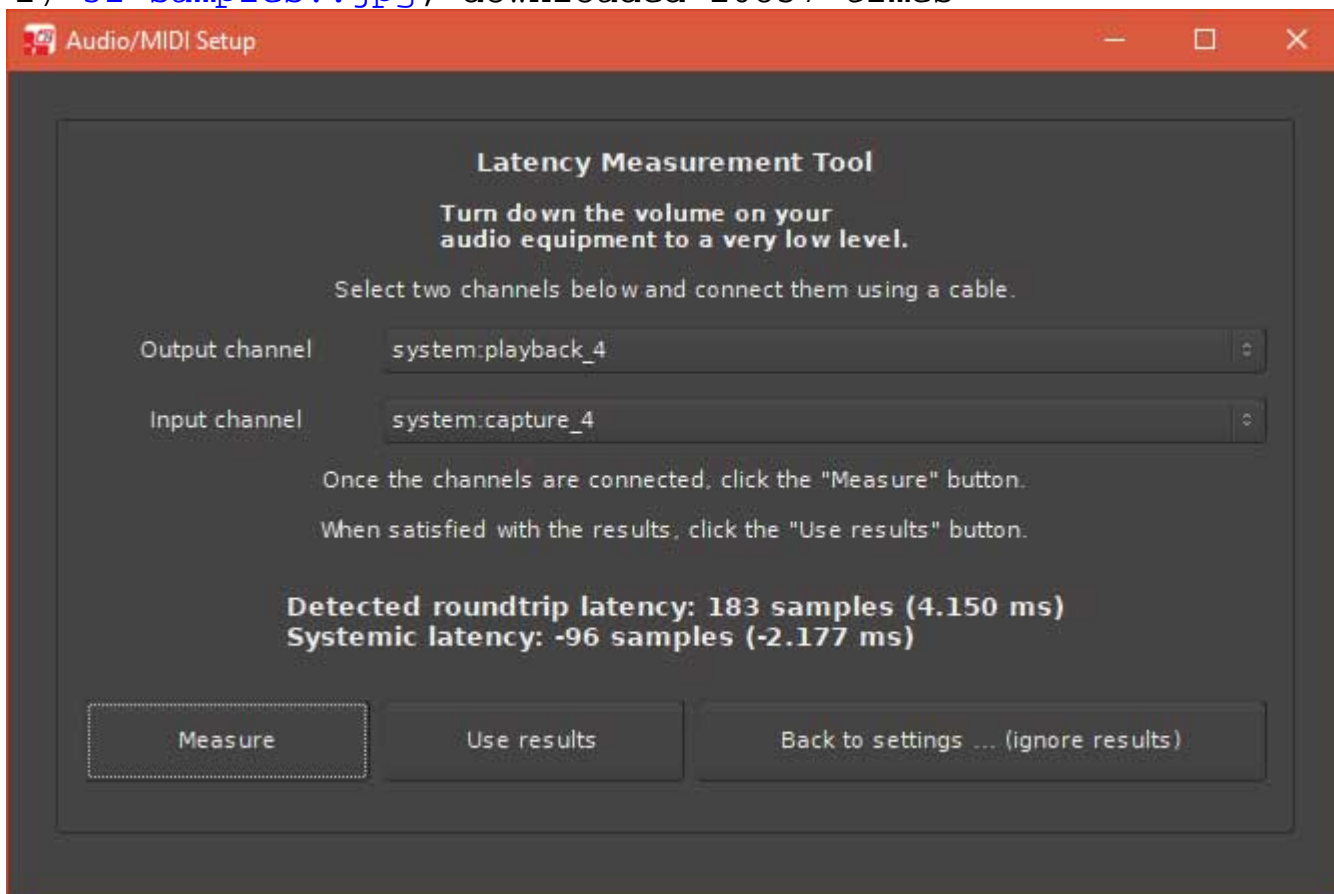 Audio/MIDI Setup
Latency Measurement Tool
Turn down the volume on your
audio equipment to a very low level.
Select two channels below and connect them using a cable.
Output channel system:playback_4
Input channel system:capture_4
Once the channels are connected, click the "Measure" button.
When satisfied with the results, click the "Use results" button.
Detected roundtrip latency: 183 samples (4.150 ms)
Systemic latency: -96 samples (-2.177 ms)
Measure Use results Back to settings ... (ignore results)